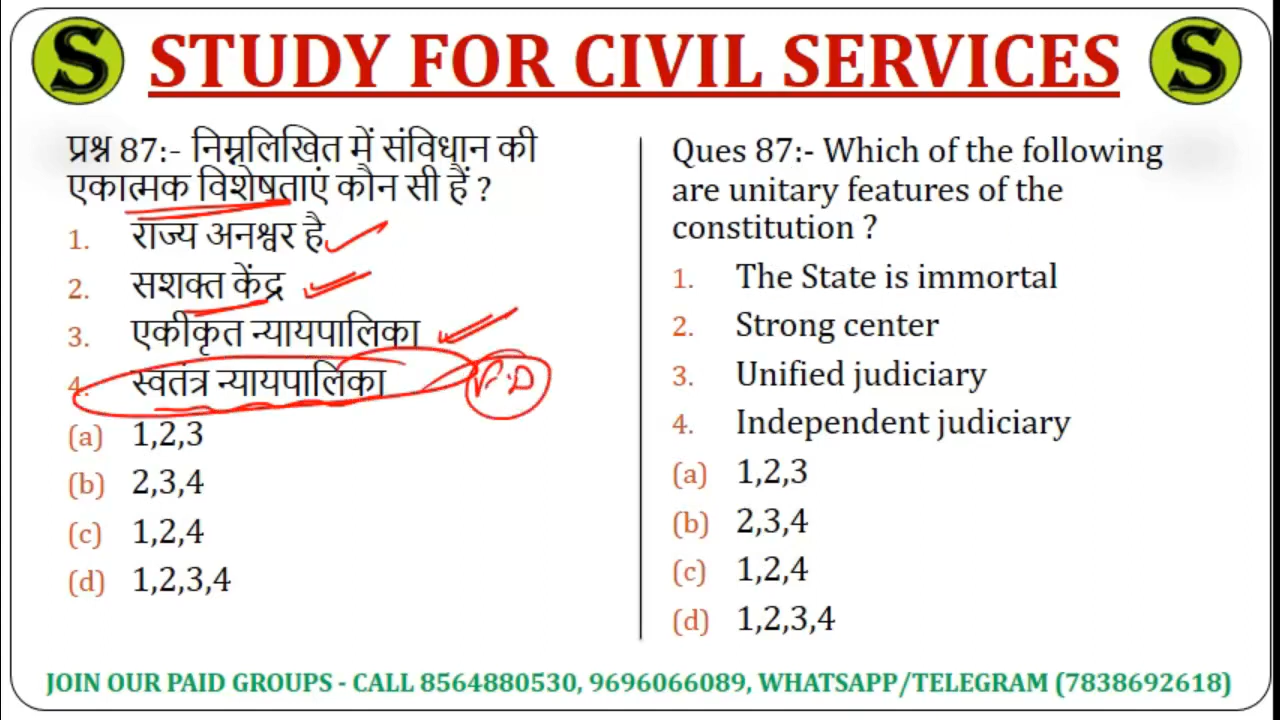 S STUDY FOR CIVIL SERVICES S
प्रश्न 87:- निम्नलिखित में संविधान की
एकात्मक विशेषताएं कौन सी हैं ?
1. राज्य अनश्वर है
2. सशक्त केंद्र
3. एकीकृत न्यायपालिका
4. स्वतंत्र न्यायपालिका
(a) 1,2,3
(b) 2,3,4
(c) 1,2,4
(d) 1,2,3,4
Ques 87:- Which of the following
are unitary features of the
constitution ?
1. The State is immortal
2. Strong center
3. Unified judiciary
4. Independent judiciary
(a) 1,2,3
(b) 2,3,4
(c) 1,2,4
(d) 1,2,3,4
JOIN OUR PAID GROUPS - CALL 8564880530, 9696066089, WHATSAPP/TELEGRAM (7838692618)